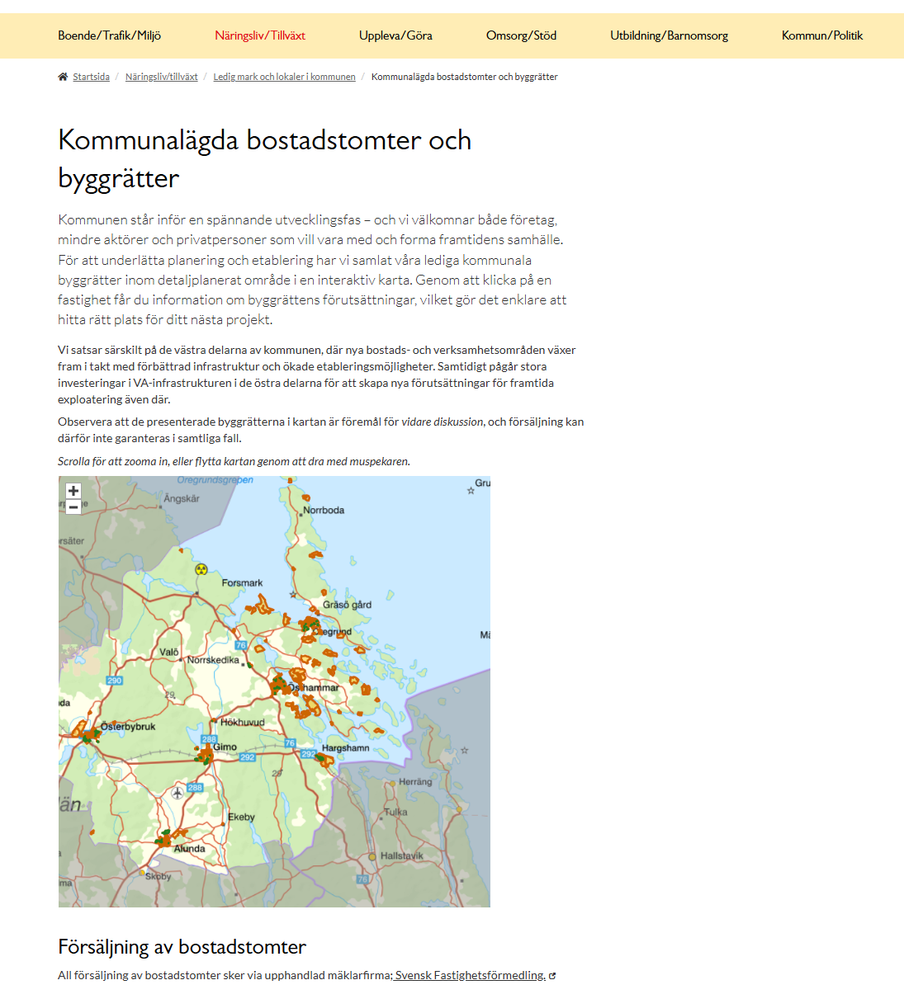 Boende/Trafik/Miljö Näringsliv/Tillväxt Uppleva/Göra Omsorg/Stöd Utbildning/Barnomsorg Kommun/Politik
Startsida / Näringsliv/tillväxt / Ledig mark och lokaler i kommunen / Kommunalägda bostadstomter och byggrätter
Kommunalägda bostadstomter och
byggrätter
Kommunen står inför en spännande utvecklingsfas – och vi välkomnar både företag,
mindre aktörer och privatpersoner som vill vara med och forma framtidens samhälle.
För att underlätta planering och etablering har vi samlat våra lediga kommunala
byggrätter inom detaljplanerat område i en interaktiv karta. Genom att klicka på en
fastighet får du information om byggrättens förutsättningar, vilket gör det enklare att
hitta rätt plats för ditt nästa projekt.
Vi satsar särskilt på de västra delarna av kommunen, där nya bostads- och verksamhetsområden växer
fram i takt med förbättrad infrastruktur och ökade etableringsmöjligheter. Samtidigt pågår stora
investeringar i VA-infrastrukturen i de östra delarna för att skapa nya förutsättningar för framtida
exploatering även där.
Observera att de presenterade byggrätterna i kartan är föremål för vidare diskussion, och försäljning kan
därför inte garanteras i samtliga fall.
Scrolla för att zooma in, eller flytta kartan genom att dra med muspekaren.
Öregrundsgrepen
Gru
+
−
Ängskär
Norrboda
rsäter
Forsmark
Gräsö gård
egrund
Mä
76
Valö
Norrskedika
290
Östhammar
29
da
Österbybruk
Hökhuvud
288
76
Gimo
292
292
Hargshamn
29
Herräng
288
län
Tulka
Ekeby
Alunda
Hallstavik
Skoby
76
ma
Försäljning av bostadstomter
All försäljning av bostadstomter sker via upphandlad mäklarfirma; Svensk Fastighetsförmedling.